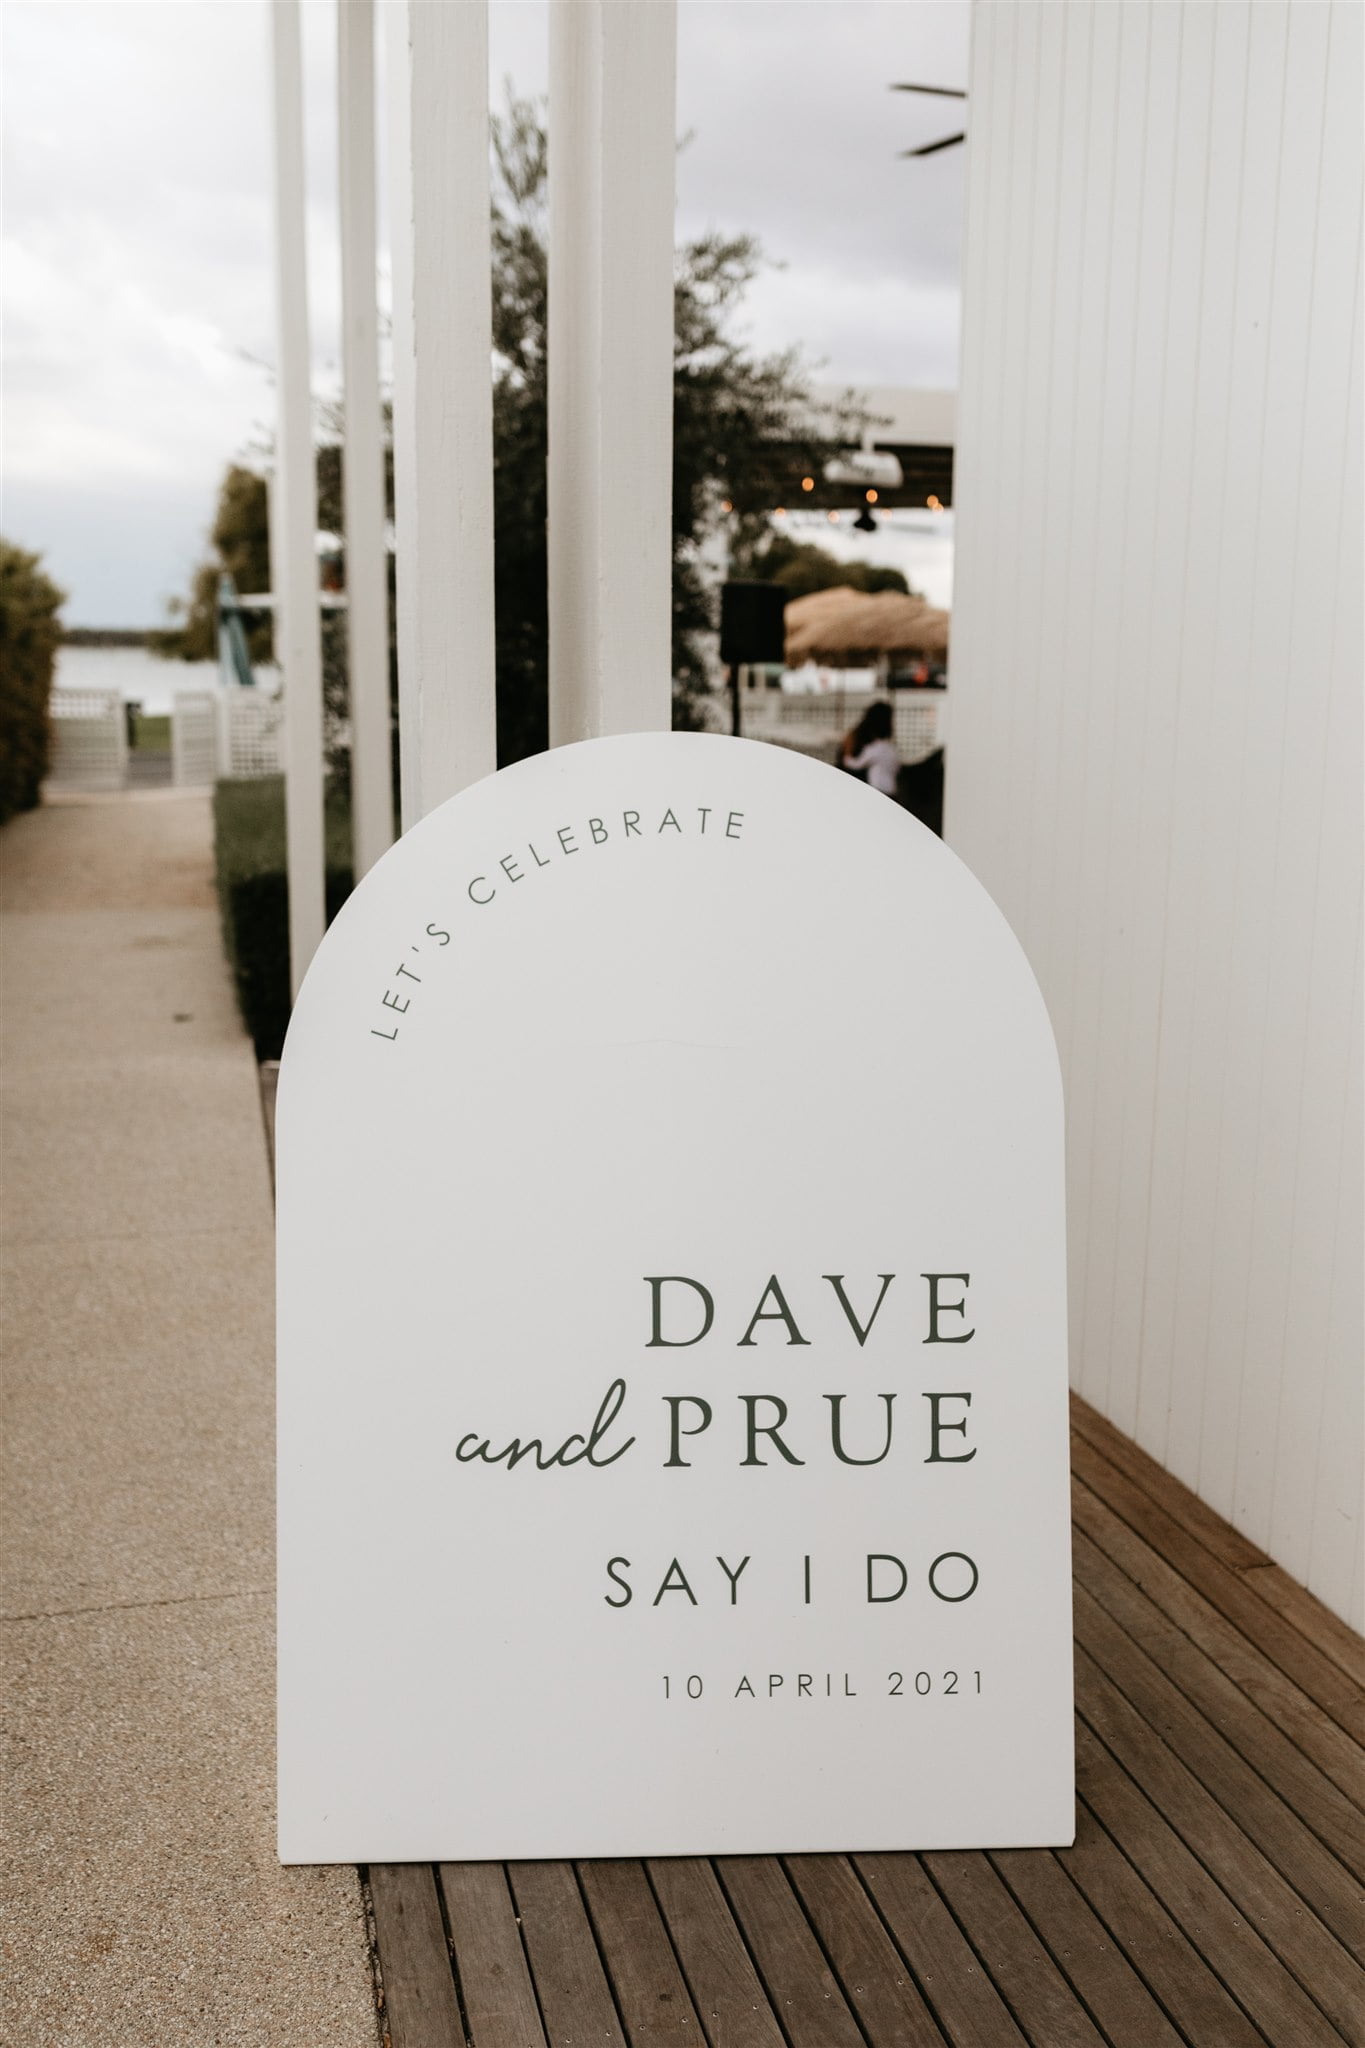 LET'S CELEBRATE
DAVE
and PRUE
SAY I DO
10 APRIL 2021